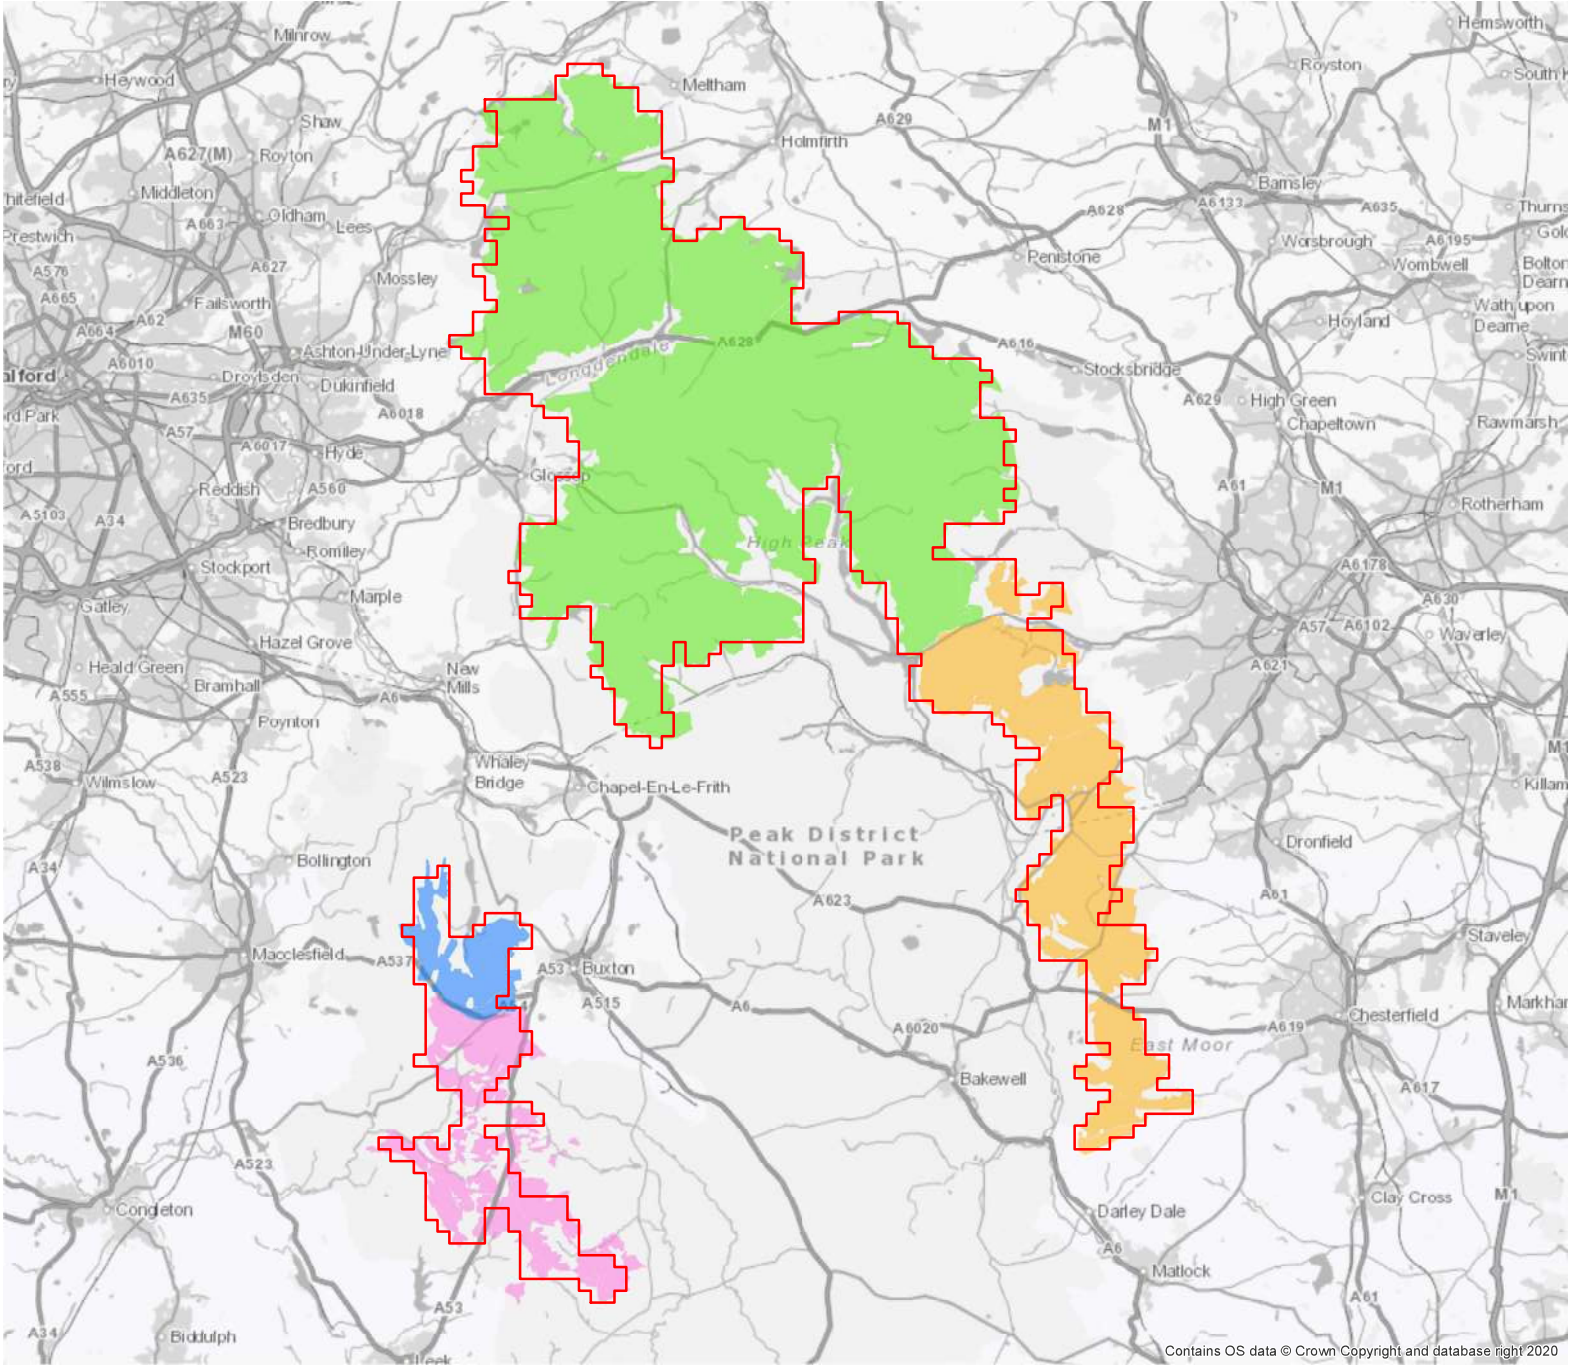 Milnrow
Hemsworth
Heywood
Meltham
Royston
South K
Shaw
A629
M1
A627(M)
Royton
Holmfirth
Barnsley
Middleton
Whitefield
Oldham
A628
A6133
A635
Thurns
A663
Lees
Prestwich
Worsbrough
A6195
Gol
A576
A627
Penistone
Wombwell
Bolton
Dearn
Mossley
A665
Failsworth
Wath upon
Dearne
A62
Hoyland
A664
M60
A628
A616
Ashton-Under-Lyne
Longdendale
Swint
A6010
Stocksbridge
alford
Droylsden
Dukinfield
A635
A629
High Green
rd Park
A6018
A57
Chapeltown
Rawmarsh
A6017
Hyde
ford
Glossop
A61
M1
Reddish
A560
Rotherham
A5103
A34
Bredbury
High Peak
Romiley
Stockport
A6178
Marple
A630
Gatley
A57
A6102
Waverley
Hazel Grove
Heald Green
New
Mills
A621
Bramhall
A555
A6
Poynton
M1
Whaley
Bridge
A538
A523
Wilmslow
Chapel-En-Le-Frith
Killam
Peak District
National Park
Dronfield
Bollington
A34
A623
A61
Staveley
Macclesfield
A537
A53
Buxton
A54
A515
A6
Markhar
A6020
A619
Chesterfield
East Moor
A536
Bakewell
A617
A523
Clay Cross
M1
Congleton
Darley Dale
A6
Matlock
A53
A61
A34
Biddulph
Leek
Contains OS data © Crown Copyright and database right 2020